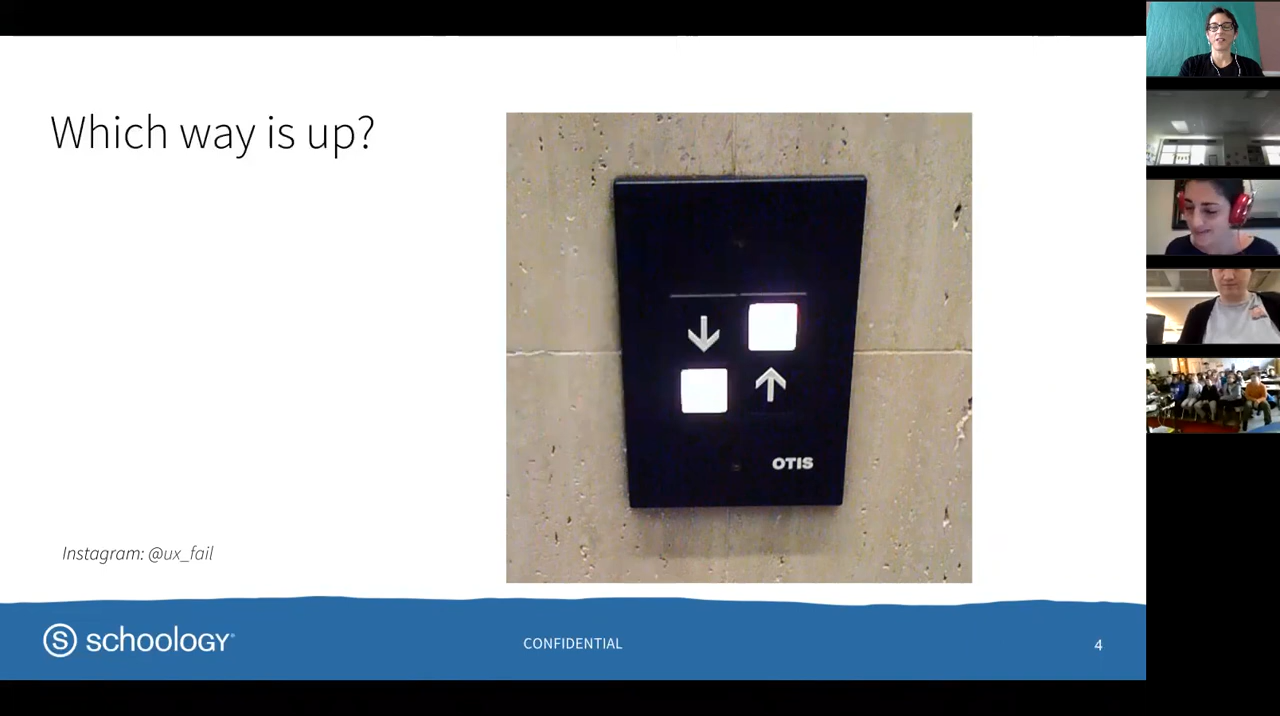 Which way is up?
OTIS
Instagram: @ux_fail
S schoology®
CONFIDENTIAL
4